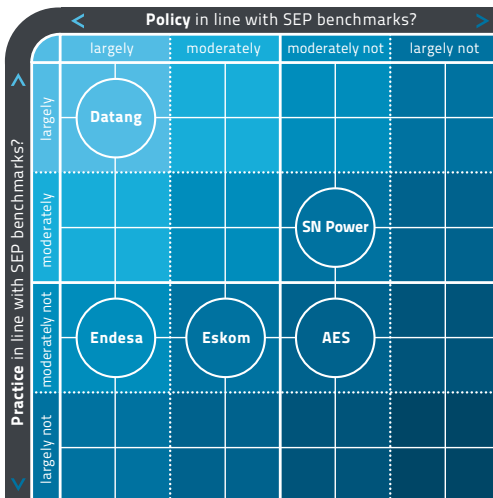 Policy in line with SEP benchmarks?
largely
moderately
moderately not
largely not
Practice in line with SEP benchmarks?
largely
Datang
moderately
SN Power
moderately not
Endesa
Eskom
AES
largely not